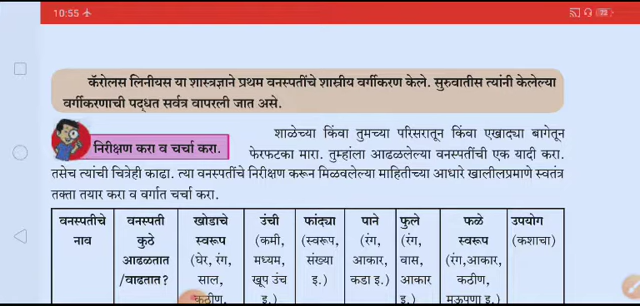 10:55
73
कॅरोलस लिनीयस या शास्त्रज्ञाने प्रथम वनस्पतींचे शास्रीय वर्गीकरण केले. सुरुवातीस त्यांनी केलेल्या
वर्गीकरणाची पद्धत सर्वत्र वापरली जात असे.
निरीक्षण करा व चर्चा करा.
शाळेच्या किंवा तुमच्या परिसरातून किंवा एखाद्या बागेतून
फेरफटका मारा. तुम्हांला आढळलेल्या वनस्पतींची एक यादी करा.
तसेच त्यांची चित्रेही काढा. त्या वनस्पतींचे निरीक्षण करून मिळवलेल्या माहितीच्या आधारे खालीलप्रमाणे स्वतंत्र
तक्ता तयार करा व वर्गात चर्चा करा.
वनस्पतीचे
नाव
वनस्पती
कुठे
आढळतात
/वाढतात?
खोडाचे
स्वरूप
(घेर, रंग,
साल,
कठीण,
उंची
(कमी,
मध्यम,
खूप उंच
इ.)
फांद्या
(स्वरूप,
संख्या
इ.)
पाने
(रंग,
आकार,
कडा इ.)
फुले
(रंग,
वास,
आकार
इ.)
फळे
स्वरूप
(रंग,आकार,
कठीण,
मऊपणा इ.)
उपयोग
(कशाचा)